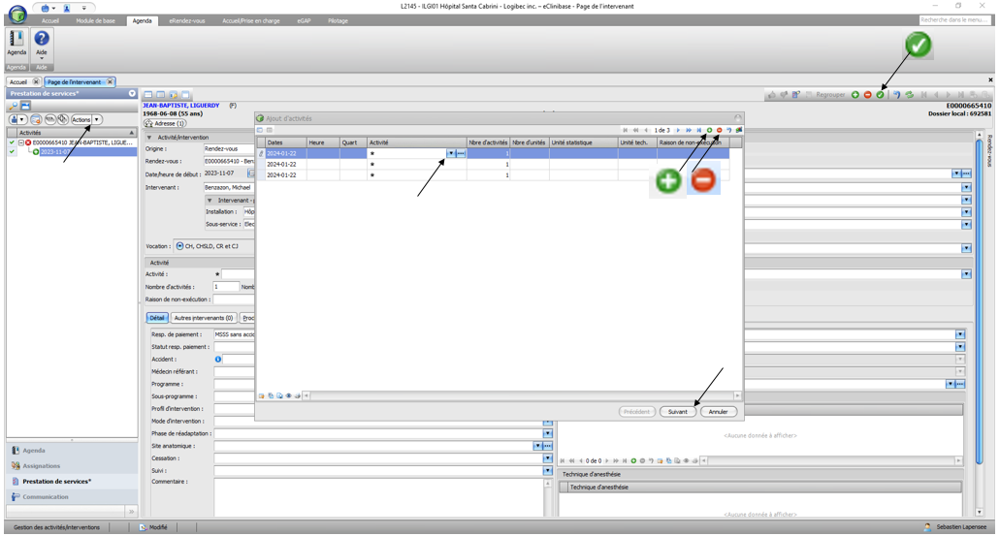 L2145 - ILGI01 Hôpital Santa Cabrini - Logibec inc. – eClinibase - Page de l'intervenant
Accueil Module de base Agenda eRendez-vous Accueil/Prise en charge eGAP Pilotage
Recherche dans le menu...
Agenda Aide
Agenda Aide
Accueil Page de l'intervenant
Prestation de services*
Regrouper
JEAN-BAPTISTE, LIGUERDY (F)
E0000665410
1968-06-08 (55 ans)
Dossier local : 692581
Actions
Adresse (1)
Activités
E0000665410 JEAN-BAPTISTE, LIGUE...
2023-11-07
Rendez-vous
Activité/Intervention
Origine : Rendez-vous
Rendez-vous : E0000665410 - Ben
Date/heure de début : 2023-11-07
Intervenant : Benzazon, Michael
Intervenant -
Installation : Hôp
Sous-service : Elec
Vocation : CH, CHSLD, CR et CJ
Activité
Activité : *
Nombre d'activités : 1 Nomb
Raison de non-exécution :
Détail Autres intervenants (0) Proc
Resp. de paiement : MSSS sans accid
Statut resp. paiement :
Accident :
Médecin référant :
Programme :
Sous-programme :
Profil d'intervention :
Mode d'intervention :
Phase de réadaptation :
Site anatomique :
Cessation :
Suivi :
Commentaire :
Ajout d'activités
1 de 3
Dates Heure Quart Activité Nbre d'activités Nbre d'unités Unité statistique Unité tech. Raison de non-exécution
2024-01-22 * 1
2024-01-22 * 1
2024-01-22 * 1
Précédent Suivant Annuler
<Aucune donnée à afficher>
0 de 0
Technique d'anesthésie
Technique d'anesthésie
<Aucune donnée à afficher>
Agenda
Assignations
Prestation de services*
Communication
Gestion des activités/interventions Modifié Sebastien Lapensee